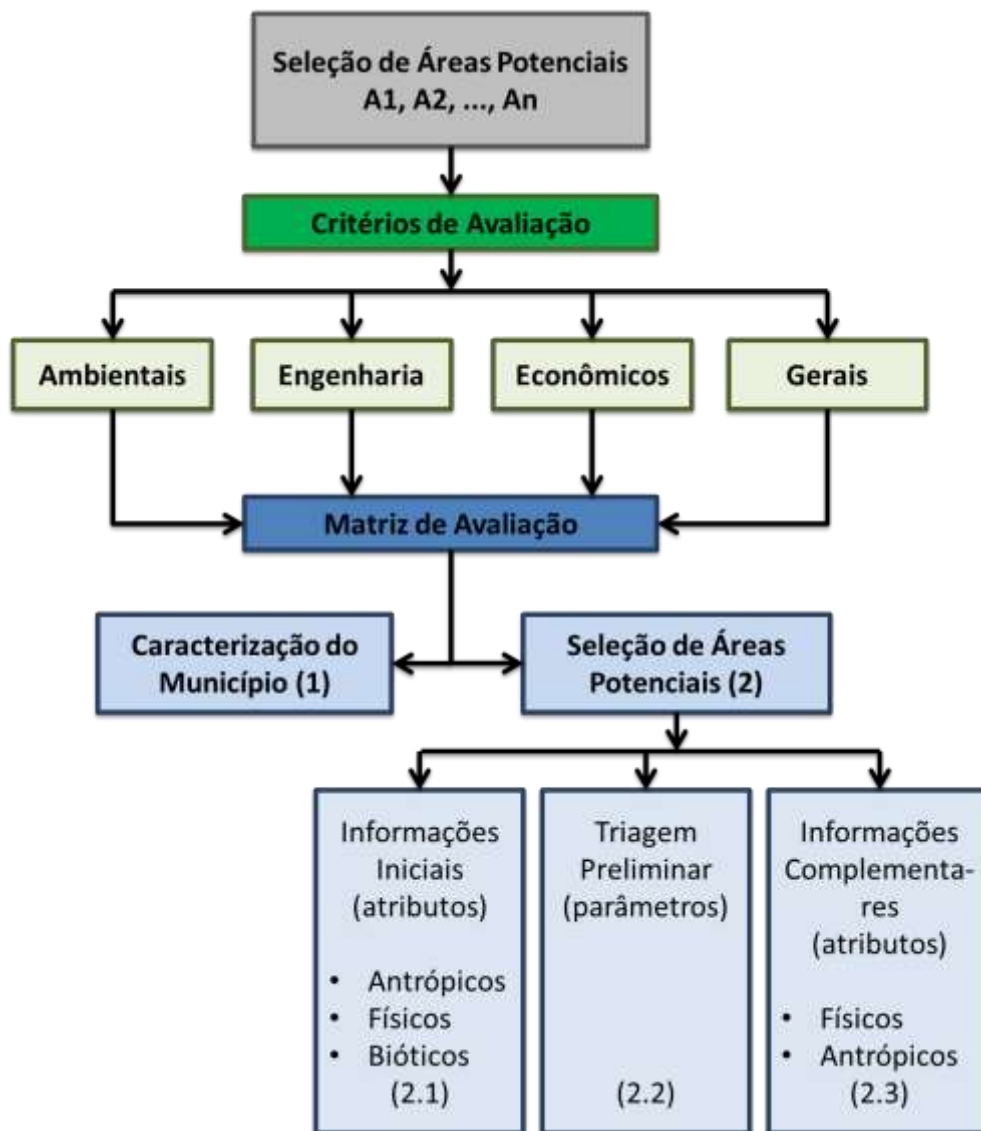 Seleção de Áreas Potenciais
A1, A2, ..., An
Critérios de Avaliação
Ambientais
Engenharia
Econômicos
Gerais
Matriz de Avaliação
Caracterização do
Município (1)
Seleção de Áreas
Potenciais (2)
Informações
Iniciais
(atributos)
• Antrópicos
• Físicos
• Bióticos
(2.1)
Triagem
Preliminar
(parâmetros)
(2.2)
Informações
Complementa-
res
(atributos)
• Físicos
• Antrópicos
(2.3)